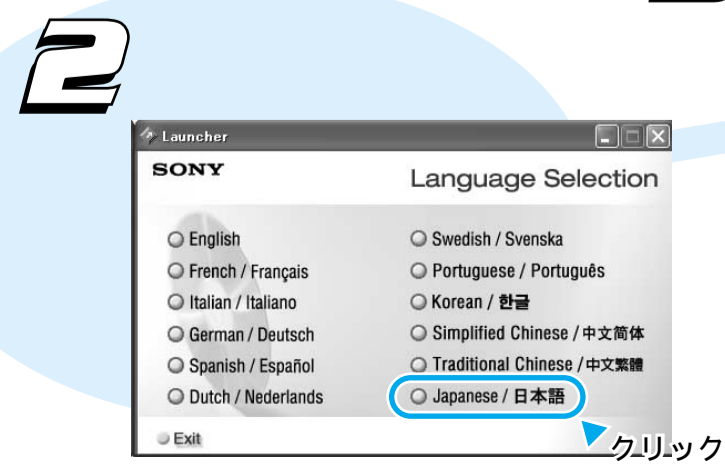 2
Launcher
SONY
Language Selection
English
French / Français
Italian / Italiano
German / Deutsch
Spanish / Español
Dutch / Nederlands
Swedish / Svenska
Portuguese / Português
Korean / 한글
Simplified Chinese / 中文简体
Traditional Chinese / 中文繁體
Japanese / 日本語
Exit
クリック